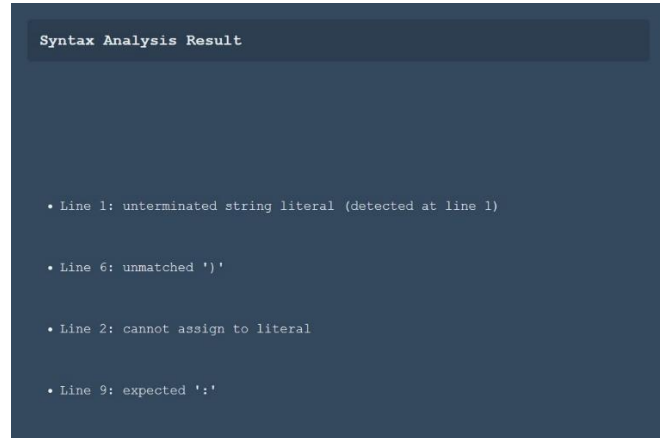 Syntax Analysis Result
• Line 1: unterminated string literal (detected at line 1)
• Line 6: unmatched ')'
• Line 2: cannot assign to literal
• Line 9: expected ':'